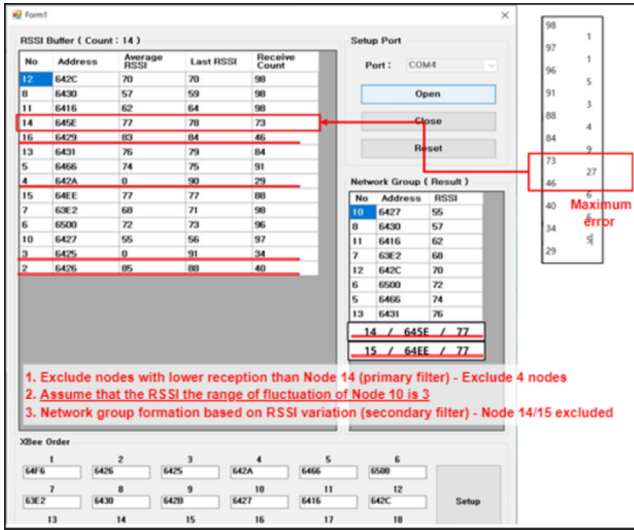 Form1
RSSI Buffer ( Count : 14 )
No Address Average RSSI Last RSSI Receive Count
12 642C 70 70 98
8 6430 57 59 98
11 6416 62 64 98
14 645E 77 78 73
16 6429 83 84 46
13 6431 76 79 84
5 6466 74 75 91
4 642A 0 90 29
15 64EE 77 77 88
7 63E2 68 71 98
6 6500 72 73 96
10 6427 55 56 97
3 6425 0 91 34
2 6426 85 88 40
Setup Port
Port : COM4
Open
Close
Reset
Network Group ( Result )
No Address RSSI
10 6427 55
8 6430 57
11 6416 62
7 63E2 68
12 642C 70
6 6500 72
5 6466 74
13 6431 76
14 / 645E / 77
15 / 64EE / 77
98
1
97
1
96
5
91
3
88
4
84
9
73
27
46
6
40
6
34
5
29
Maximum error
1. Exclude nodes with lower reception than Node 14 (primary filter) - Exclude 4 nodes
2. Assume that the RSSI the range of fluctuation of Node 10 is 3
3. Network group formation based on RSSI variation (secondary filter) - Node 14/15 excluded
XBee Order
1 2 3 4 5 6
64F6 6426 6425 642A 6466 6500
7 8 9 10 11 12
63E2 6430 642B 6427 6416 642C
Setup
13 14 15 16 17 18